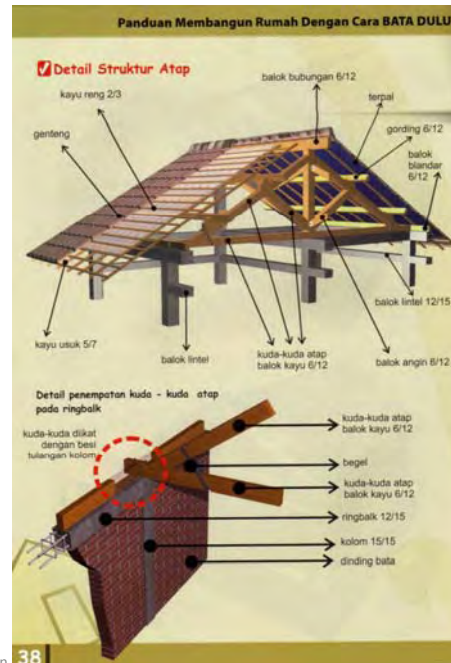 Panduan Membangun Rumah Dengan Cara BATA DULU
Detail Struktur Atap
balok bubungan 6/12
kayu reng 2/3
terpal
genteng
gording 6/12
balok
blandar
6/12
balok lintel 12/15
kayu usuk 5/7
balok lintel
kuda-kuda atap
balok kayu 6/12
balok angin 6/12
Detail penempatan kuda - kuda atap
pada ringbalk
kuda-kuda diikat
dengan besi
tulangan kolom
kuda-kuda atap
balok kayu 6/12
begel
kuda-kuda atap
balok kayu 6/12
ringbalk 12/15
kolom 15/15
dinding bata
38